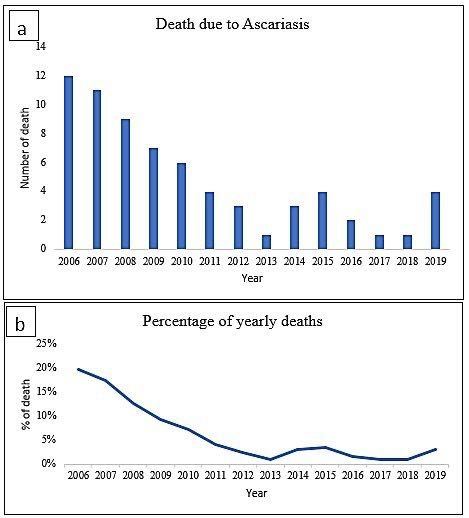 a
Death due to Ascariasis
14
12
10
8
6
4
2
0
Number of death
2006 2007 2008 2009 2010 2011 2012 2013 2014 2015 2016 2017 2018 2019
Year
b
Percentage of yearly deaths
25%
20%
15%
10%
5%
0%
% of death
2006 2007 2008 2009 2010 2011 2012 2013 2014 2015 2016 2017 2018 2019
Year